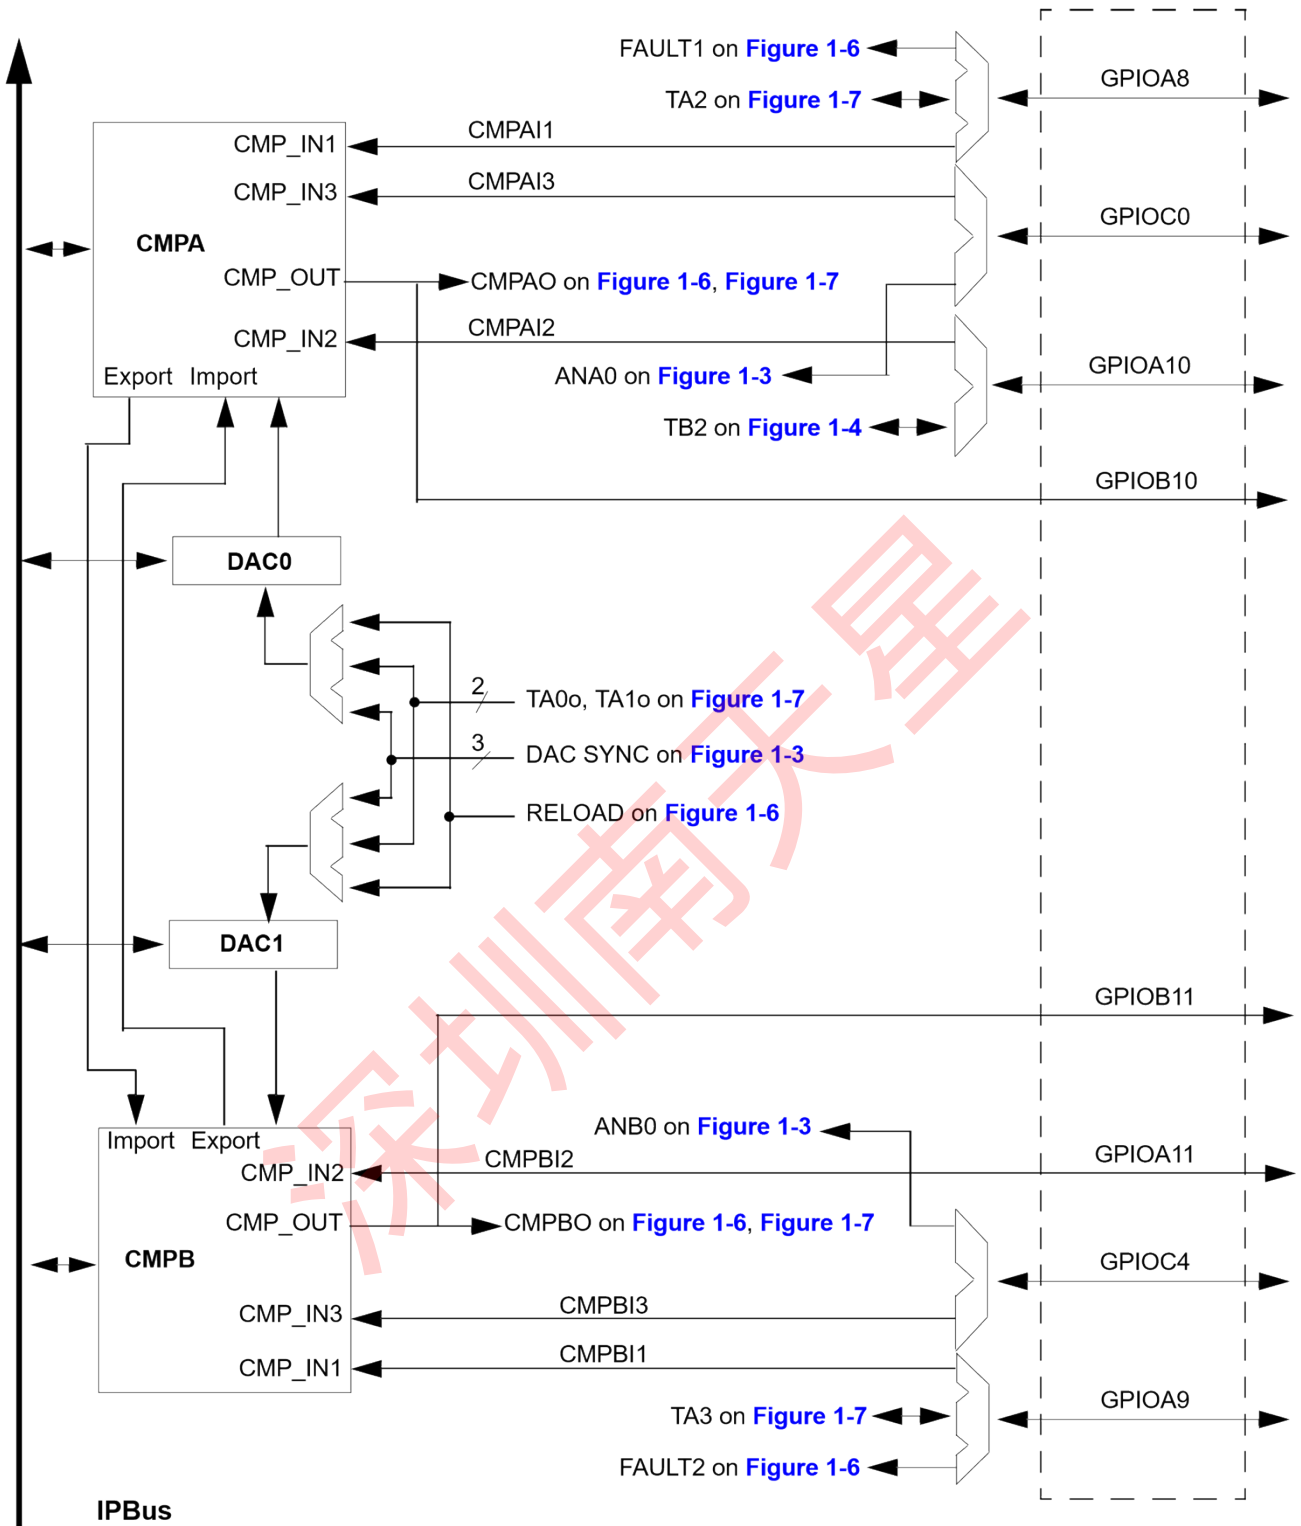 FAULT1 on Figure 1-6
GPIOA8
TA2 on Figure 1-7
CMP_IN1
CMPAI1
CMP_IN3
CMPAI3
GPIOC0
CMPA
CMP_OUT
CMPAO on Figure 1-6, Figure 1-7
CMP_IN2
CMPAI2
GPIOA10
Export Import
ANA0 on Figure 1-3
TB2 on Figure 1-4
GPIOB10
DAC0
2
TA0o, TA1o on Figure 1-7
3
DAC SYNC on Figure 1-3
RELOAD on Figure 1-6
DAC1
GPIOB11
ANB0 on Figure 1-3
Import Export
CMP_IN2
CMPBI2
GPIOA11
CMP_OUT
CMPBO on Figure 1-6, Figure 1-7
CMPB
GPIOC4
CMP_IN3
CMPBI3
CMP_IN1
CMPBI1
TA3 on Figure 1-7
GPIOA9
FAULT2 on Figure 1-6
IPBus
深圳南天星